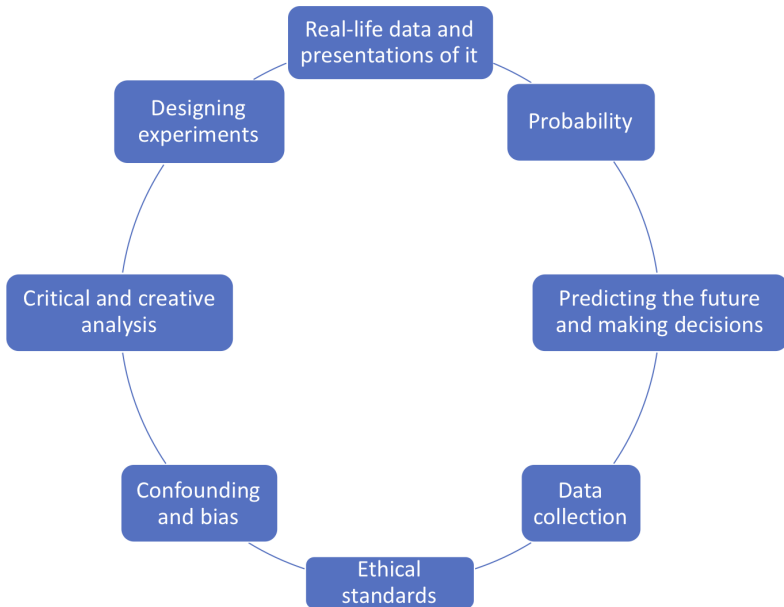 Real-life data and
presentations of it
Probability
Predicting the future
and making decisions
Data
collection
Ethical
standards
Confounding
and bias
Critical and creative
analysis
Designing
experiments